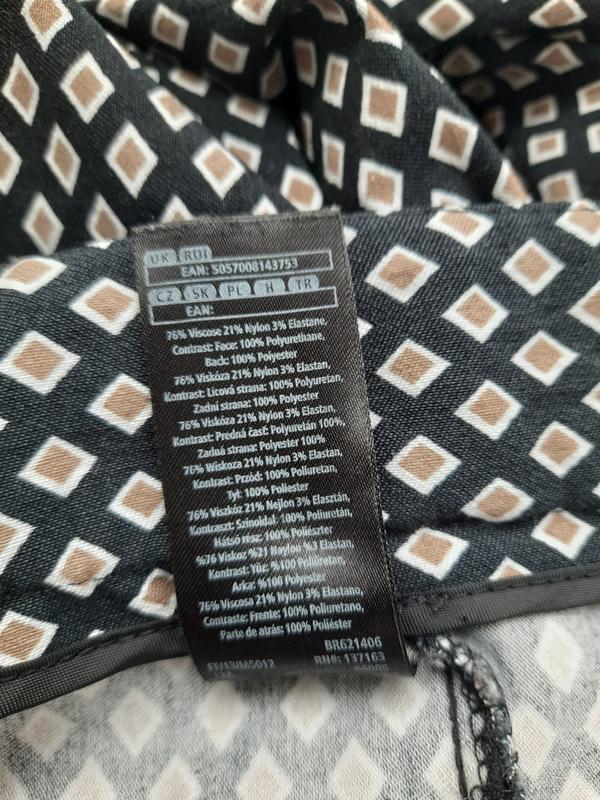 UK ROI
EAN: 5057008143753
CZ SK PL H TR
EAN:
76% Viscose 21% Nylon 3% Elastane,
Contrast: Face: 100% Polyurethane,
Back: 100% Polyester
76% Viskóza 21% Nylon 3% Elastan,
Kontrast: Lícová strana: 100% Polyuretan,
Zadní strana: 100% Polyester
76% Viskóza 21% Nylon 3% Elastan,
Kontrast: Predná časť: Polyuretán 100%,
Zadná strana: Polyester 100%
76% Wiskoza 21% Nylon 3% Elastan,
Kontrast: Przód: 100% Poliuretan,
Tył: 100% Poliester
76% Viszkóz 21% Nejlon 3% Elasztán,
Kontraszt: Színoldal: 100% Poliuretán,
Hátsó rész: 100% Poliészter
%76 Viskoz %21 Naylon %3 Elastan,
Kontrast: Yüz: %100 Poliüretan,
Arka: %100 Polyester
76% Viscosa 21% Nylon 3% Elastano,
Contraste: Frente: 100% Poliuretano,
Parte de atrás: 100% Poliéster
BR621406
FF/13JM5012 RN#: 137163